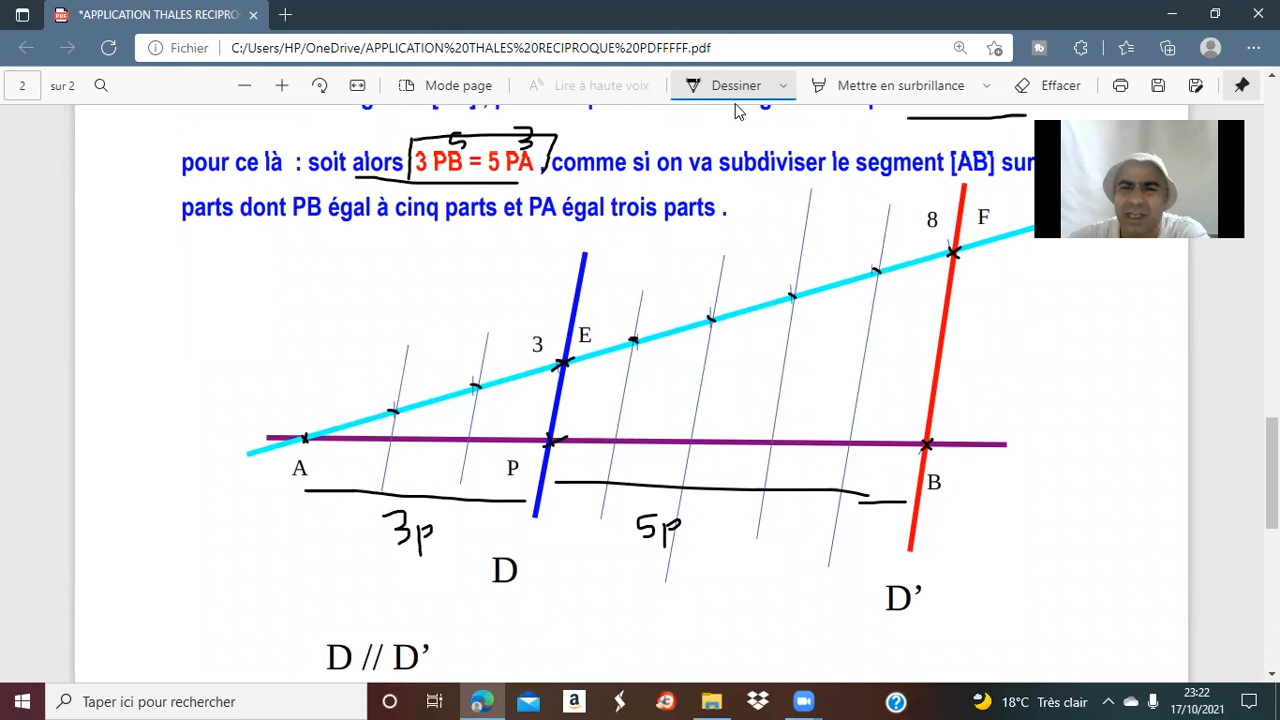 *APPLICATION THALES RECIPROQ
Fichier
C:/Users/HP/OneDrive/APPLICATION%20THALES%20RECIPROQUE%20PDFFFFF.pdf
2 sur 2
Mode page
Lire à haute voix
Dessiner
Mettre en surbrillance
Effacer
5 3
pour ce là : soit alors 3 PB = 5 PA , comme si on va subdiviser le segment [AB] sur
parts dont PB égal à cinq parts et PA égal trois parts .
8 F
3 E
A P B
3p 5p
D D’
D // D’
Taper ici pour rechercher
18°C Très clair
23:22
17/10/2021